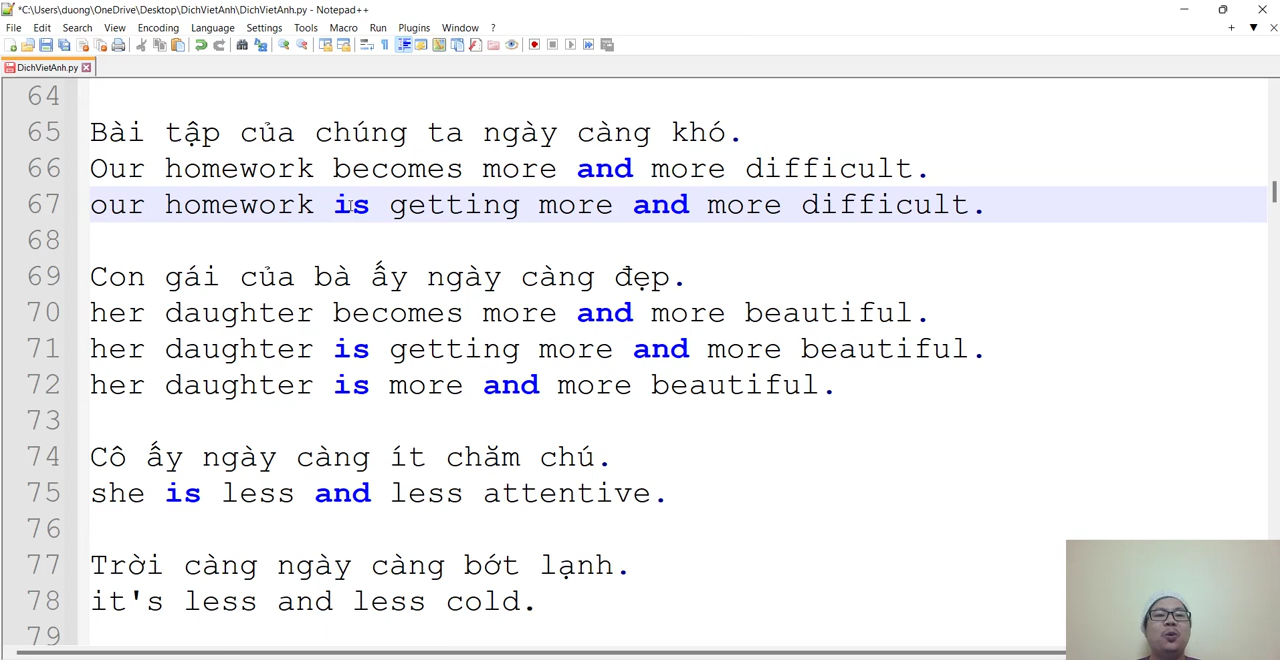 *C:\Users\duong\OneDrive\Desktop\DichVietAnh\DichVietAnh.py - Notepad++
File Edit Search View Encoding Language Settings Tools Macro Run Plugins Window ?
DichVietAnh.py
64
65 Bài tập của chúng ta ngày càng khó.
66 Our homework becomes more and more difficult.
67 our homework is getting more and more difficult.
68
69 Con gái của bà ấy ngày càng đẹp.
70 her daughter becomes more and more beautiful.
71 her daughter is getting more and more beautiful.
72 her daughter is more and more beautiful.
73
74 Cô ấy ngày càng ít chăm chú.
75 she is less and less attentive.
76
77 Trời càng ngày càng bớt lạnh.
78 it's less and less cold.
79